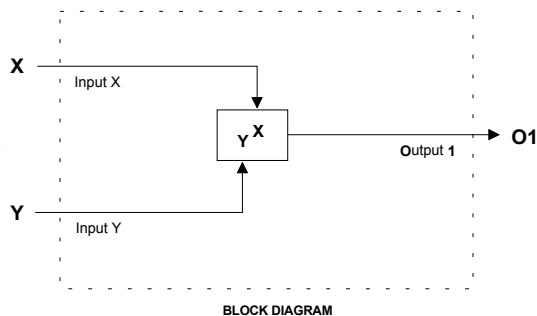 X
Input X
Y X
Output 1
O1
Y
Input Y
BLOCK DIAGRAM